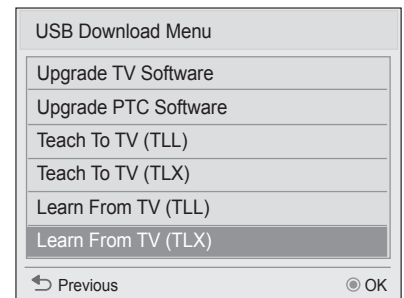 USB Download Menu
Upgrade TV Software
Upgrade PTC Software
Teach To TV (TLL)
Teach To TV (TLX)
Learn From TV (TLL)
Learn From TV (TLX)
Previous OK